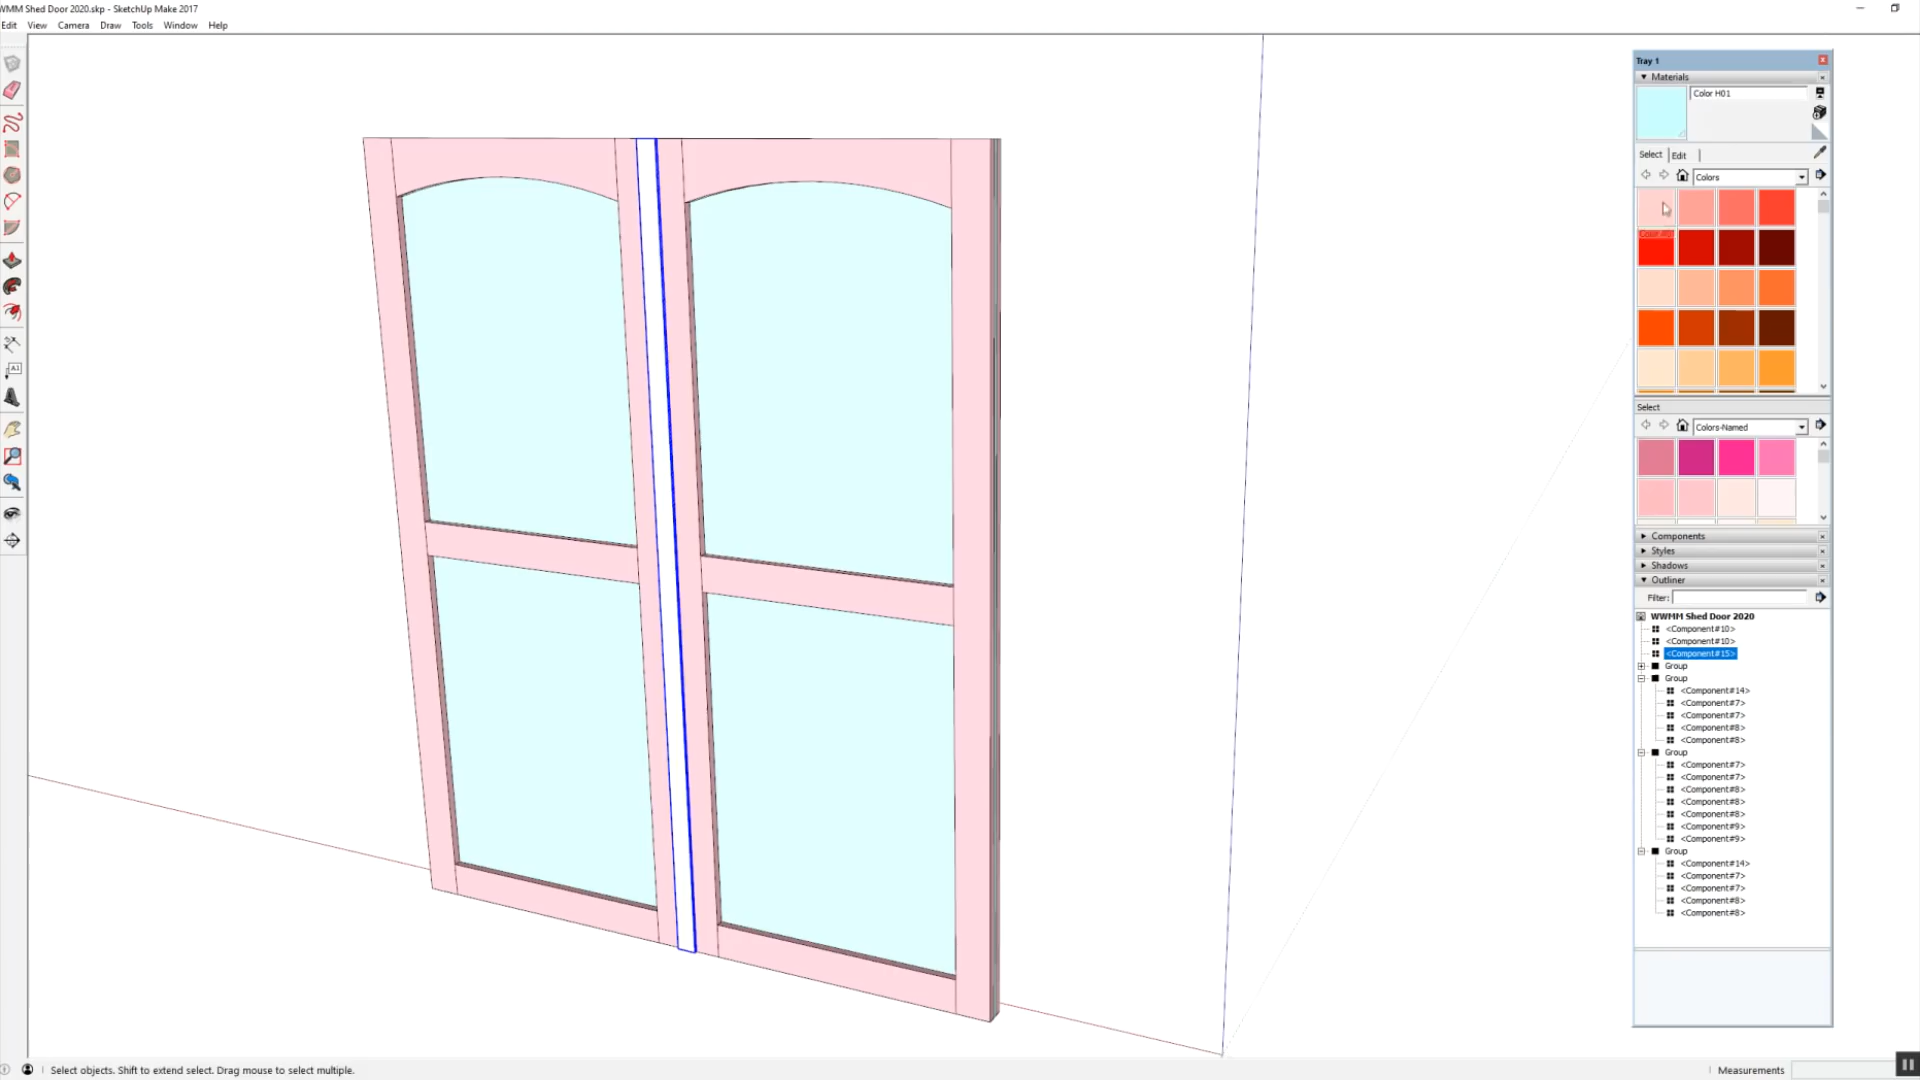 WMM Shed Door 2020.skp - SketchUp Make 2017
Edit View Camera Draw Tools Window Help
Tray 1
Materials
Color H01
Select Edit
Colors
Select
Colors-Named
Components
Styles
Shadows
Outliner
Filter:
WWMM Shed Door 2020
<Component#10>
<Component#10>
<Component#15>
Group
Group
<Component#14>
<Component#7>
<Component#7>
<Component#8>
<Component#8>
Group
<Component#7>
<Component#7>
<Component#8>
<Component#8>
<Component#8>
<Component#9>
<Component#9>
Group
<Component#14>
<Component#7>
<Component#7>
<Component#8>
<Component#8>
A1
Select objects. Shift to extend select. Drag mouse to select multiple.
Measurements